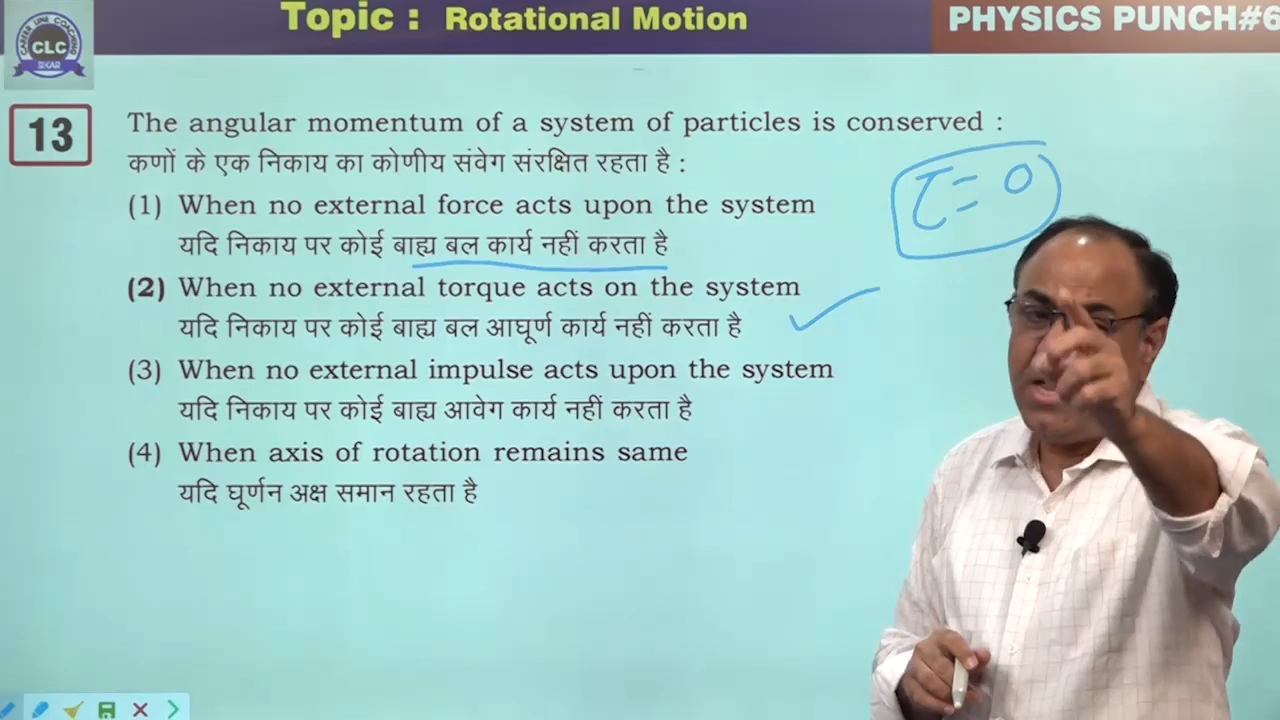 Topic : Rotational Motion
PHYSICS PUNCH#6
CAREER LINE COACHING
CLC
SIKAR
13
The angular momentum of a system of particles is conserved :
कणों के एक निकाय का कोणीय संवेग संरक्षित रहता है :
τ = 0
(1) When no external force acts upon the system
यदि निकाय पर कोई बाह्य बल कार्य नहीं करता है
(2) When no external torque acts on the system
यदि निकाय पर कोई बाह्य बल आघूर्ण कार्य नहीं करता है
(3) When no external impulse acts upon the system
यदि निकाय पर कोई बाह्य आवेग कार्य नहीं करता है
(4) When axis of rotation remains same
यदि घूर्णन अक्ष समान रहता है